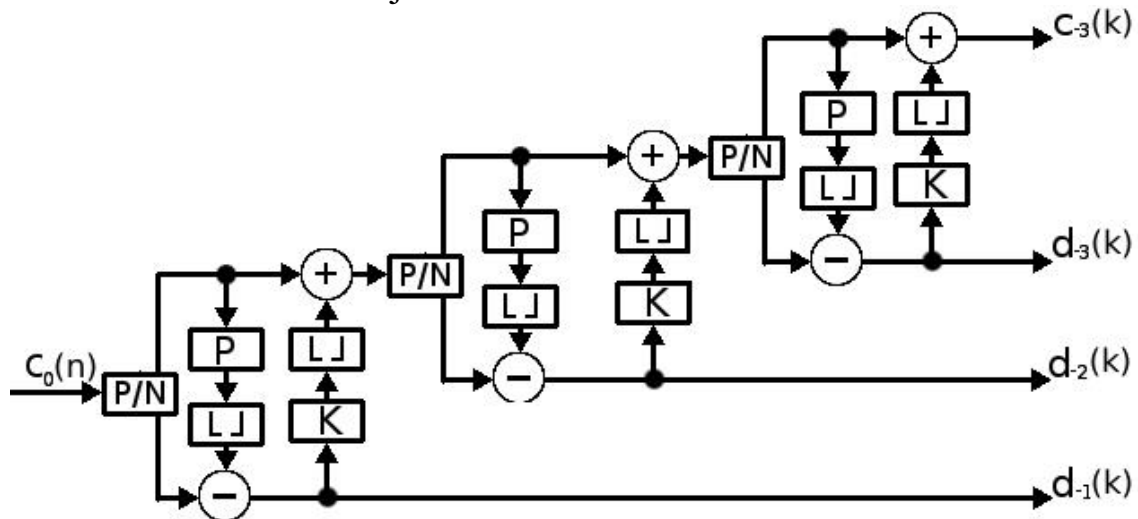 C₀(n)
P/N
P
⌊⌋
−
+
⌊⌋
K
P/N
P
⌊⌋
−
+
⌊⌋
K
P/N
P
⌊⌋
−
+
⌊⌋
K
c₋₃(k)
d₋₃(k)
d₋₂(k)
d₋₁(k)